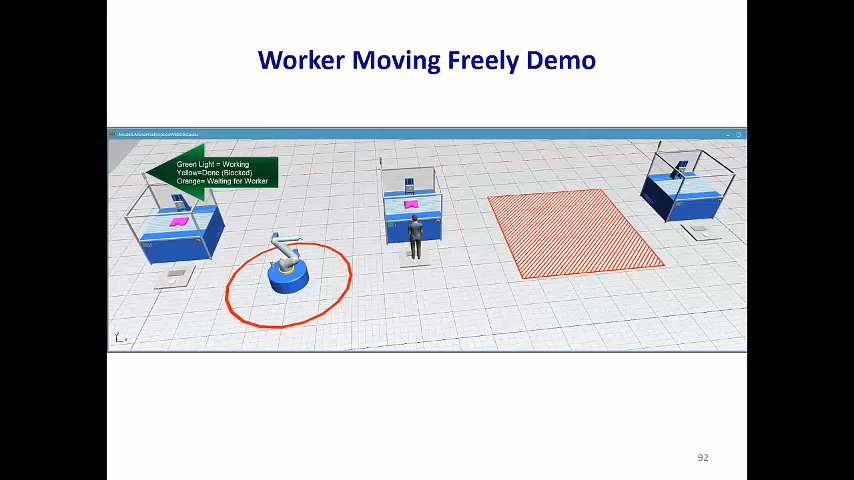 Worker Moving Freely Demo
Green Light = Working
Yellow=Done (Blocked)
Orange= Waiting for Worker
92